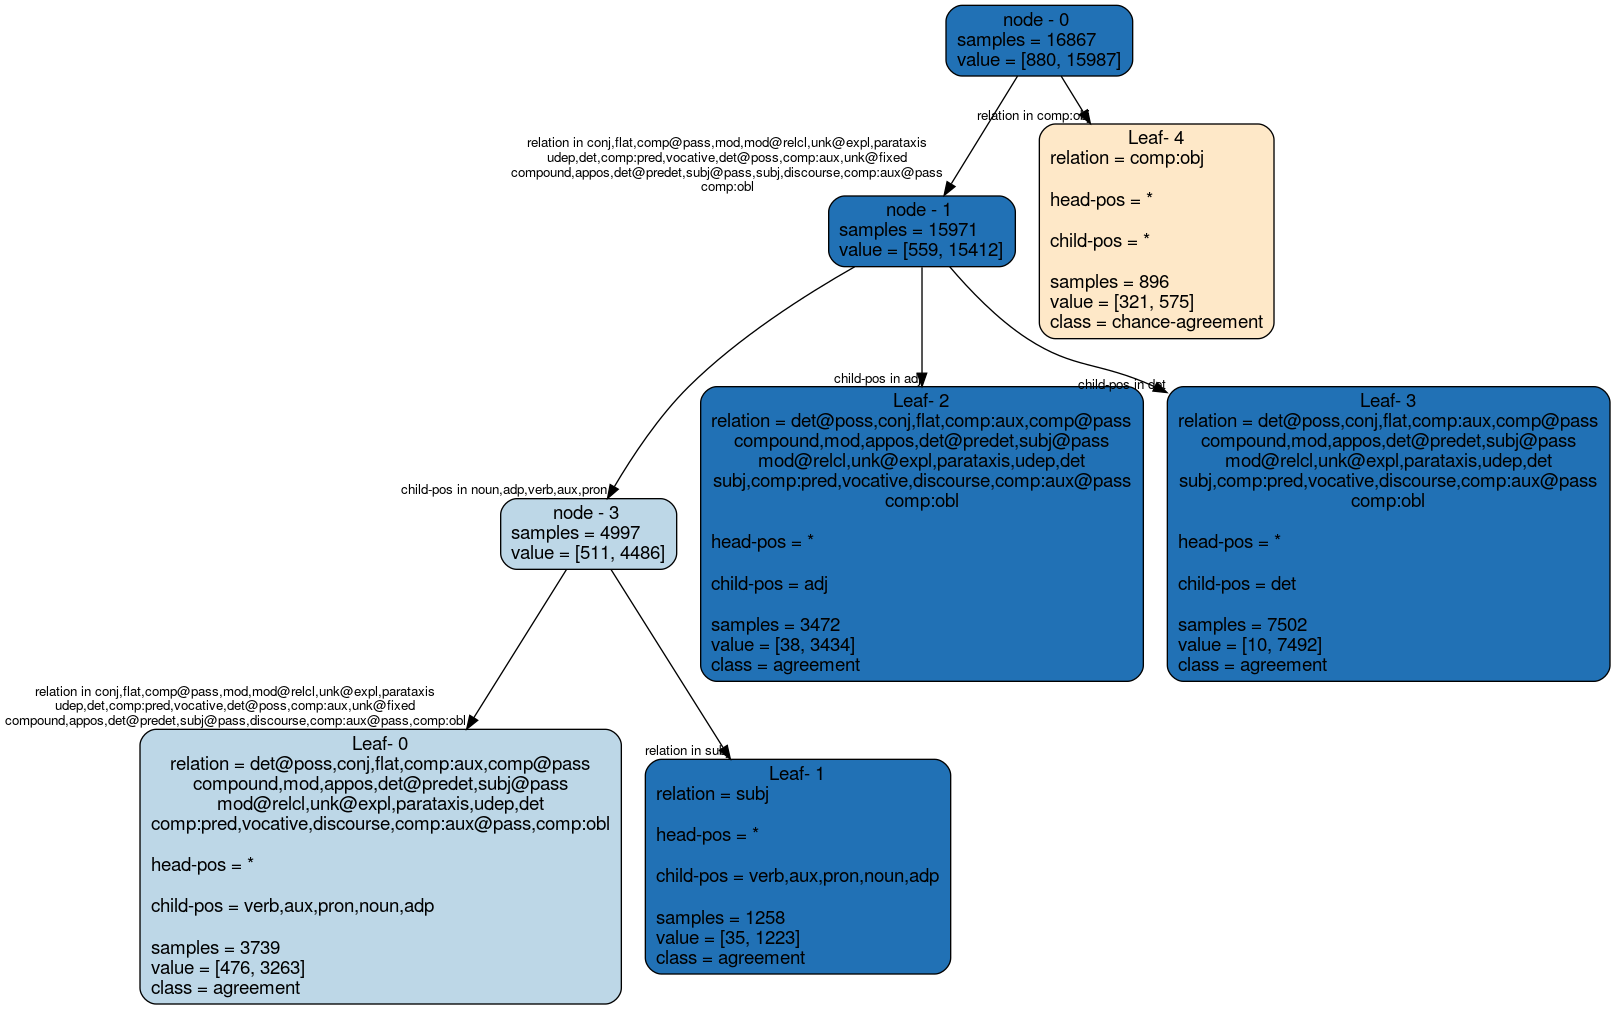 node - 0
samples = 16867
value = [880, 15987]
relation in comp:obj
Leaf- 4
relation = comp:obj
head-pos = *
child-pos = *
samples = 896
value = [321, 575]
class = chance-agreement
relation in conj,flat,comp@pass,mod,mod@relcl,unk@expl,parataxis
udep,det,comp:pred,vocative,det@poss,comp:aux,unk@fixed
compound,appos,det@predet,subj@pass,subj,discourse,comp:aux@pass
comp:obl
node - 1
samples = 15971
value = [559, 15412]
child-pos in adj
Leaf- 2
relation = det@poss,conj,flat,comp:aux,comp@pass
compound,mod,appos,det@predet,subj@pass
mod@relcl,unk@expl,parataxis,udep,det
subj,comp:pred,vocative,discourse,comp:aux@pass
comp:obl
head-pos = *
child-pos = adj
samples = 3472
value = [38, 3434]
class = agreement
child-pos in det
Leaf- 3
relation = det@poss,conj,flat,comp:aux,comp@pass
compound,mod,appos,det@predet,subj@pass
mod@relcl,unk@expl,parataxis,udep,det
subj,comp:pred,vocative,discourse,comp:aux@pass
comp:obl
head-pos = *
child-pos = det
samples = 7502
value = [10, 7492]
class = agreement
child-pos in noun,adp,verb,aux,pron
node - 3
samples = 4997
value = [511, 4486]
relation in conj,flat,comp@pass,mod,mod@relcl,unk@expl,parataxis
udep,det,comp:pred,vocative,det@poss,comp:aux,unk@fixed
compound,appos,det@predet,subj@pass,discourse,comp:aux@pass,comp:obl
Leaf- 0
relation = det@poss,conj,flat,comp:aux,comp@pass
compound,mod,appos,det@predet,subj@pass
mod@relcl,unk@expl,parataxis,udep,det
comp:pred,vocative,discourse,comp:aux@pass,comp:obl
head-pos = *
child-pos = verb,aux,pron,noun,adp
samples = 3739
value = [476, 3263]
class = agreement
relation in subj
Leaf- 1
relation = subj
head-pos = *
child-pos = verb,aux,pron,noun,adp
samples = 1258
value = [35, 1223]
class = agreement